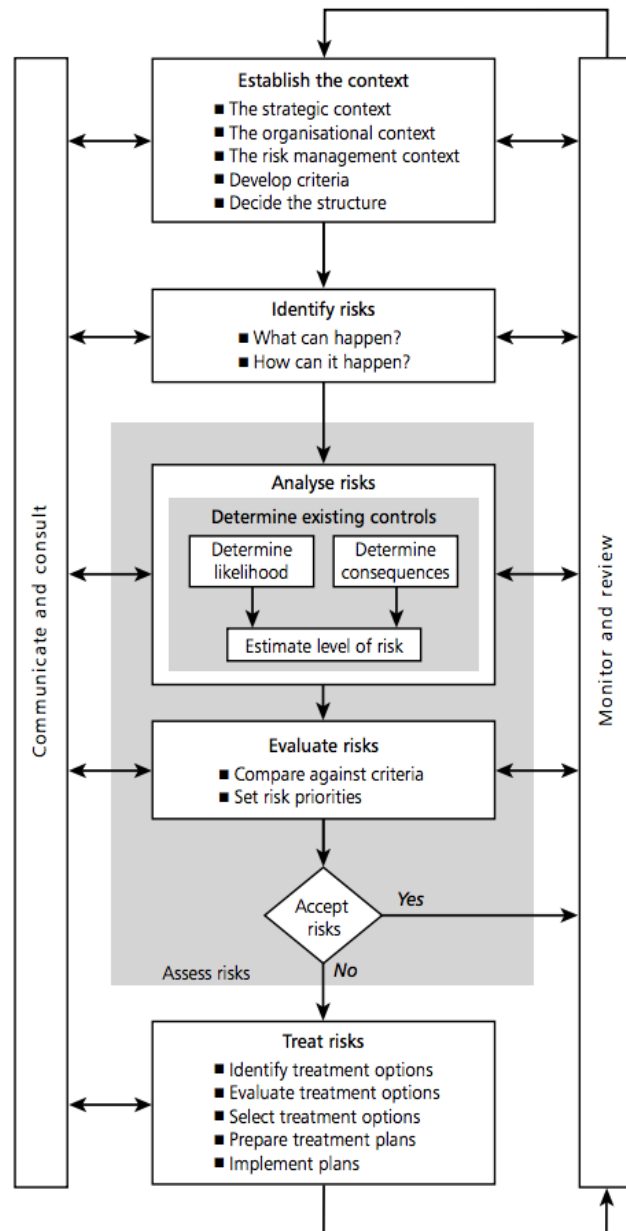 Establish the context
■ The strategic context
■ The organisational context
■ The risk management context
■ Develop criteria
■ Decide the structure
Identify risks
■ What can happen?
■ How can it happen?
Communicate and consult
Monitor and review
Analyse risks
Determine existing controls
Determine
likelihood
Determine
consequences
Estimate level of risk
Evaluate risks
■ Compare against criteria
■ Set risk priorities
Accept
risks
Yes
No
Assess risks
Treat risks
■ Identify treatment options
■ Evaluate treatment options
■ Select treatment options
■ Prepare treatment plans
■ Implement plans